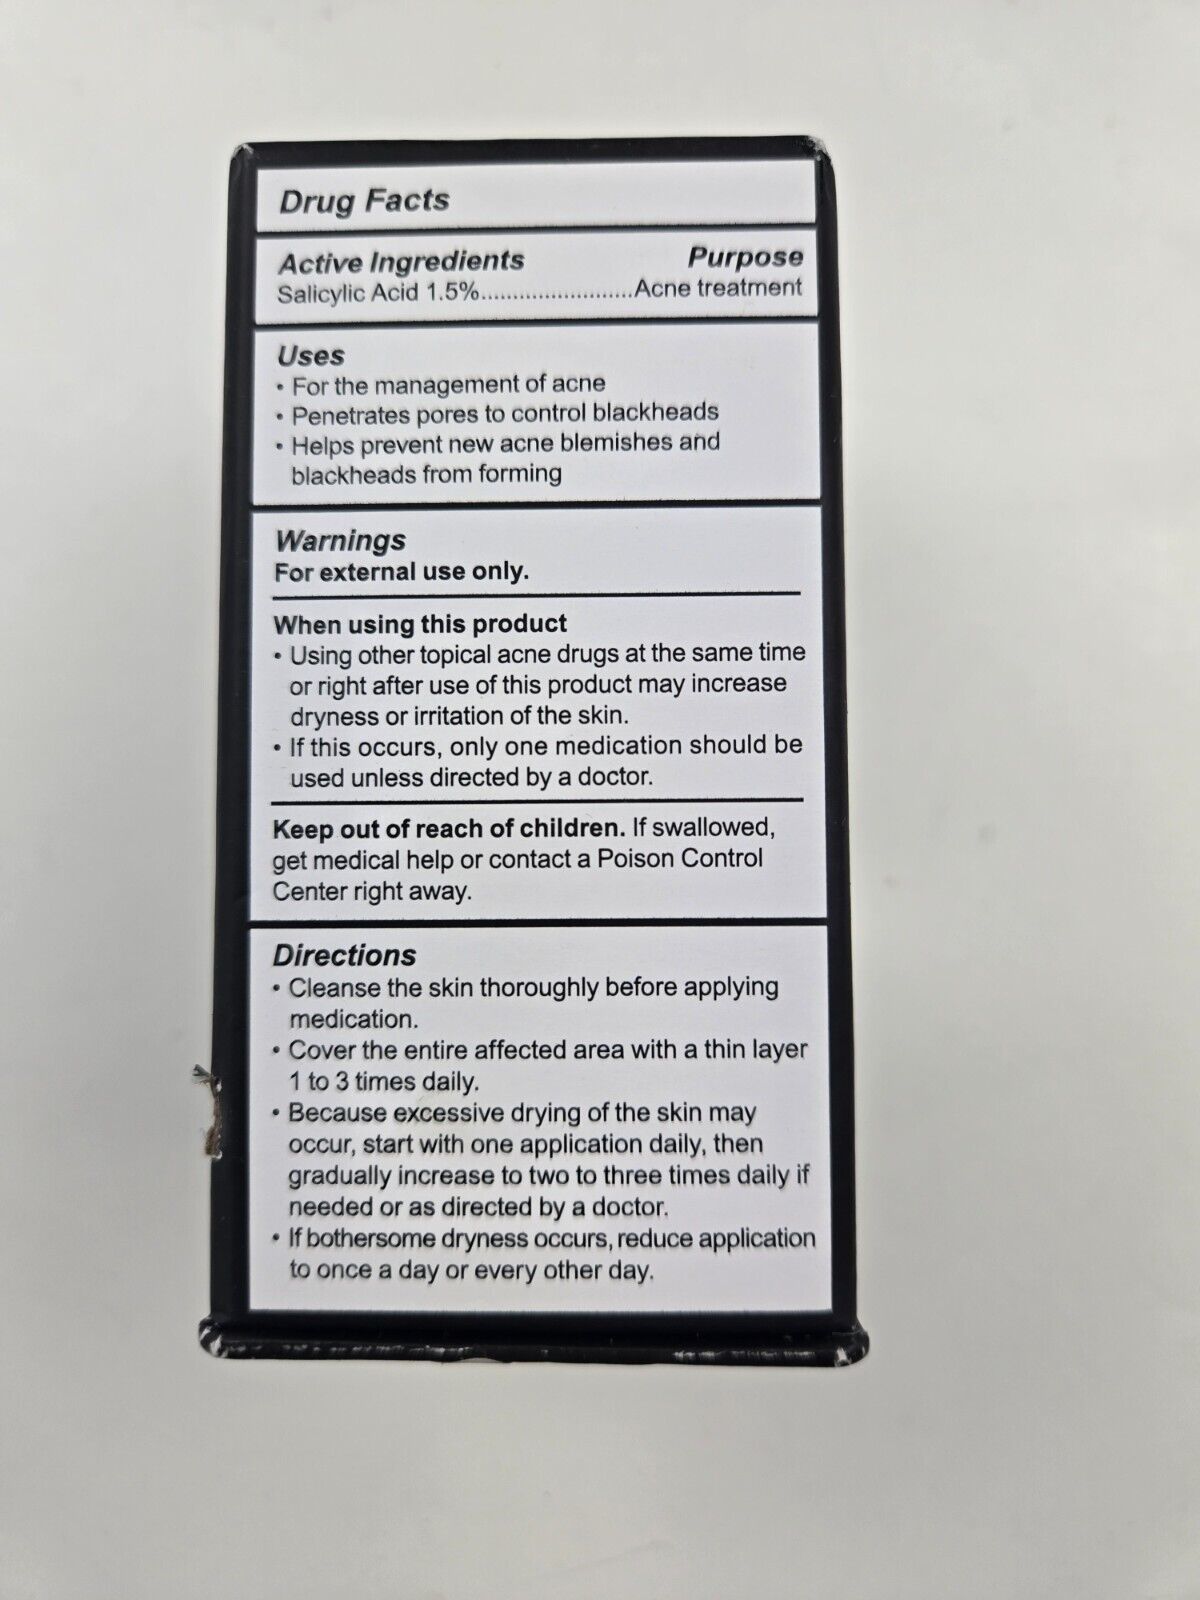 Drug Facts
Active Ingredients Purpose
Salicylic Acid 1.5%........................Acne treatment
Uses
• For the management of acne
• Penetrates pores to control blackheads
• Helps prevent new acne blemishes and
blackheads from forming
Warnings
For external use only.
When using this product
• Using other topical acne drugs at the same time
or right after use of this product may increase
dryness or irritation of the skin.
• If this occurs, only one medication should be
used unless directed by a doctor.
Keep out of reach of children. If swallowed,
get medical help or contact a Poison Control
Center right away.
Directions
• Cleanse the skin thoroughly before applying
medication.
• Cover the entire affected area with a thin layer
1 to 3 times daily.
• Because excessive drying of the skin may
occur, start with one application daily, then
gradually increase to two to three times daily if
needed or as directed by a doctor.
• If bothersome dryness occurs, reduce application
to once a day or every other day.